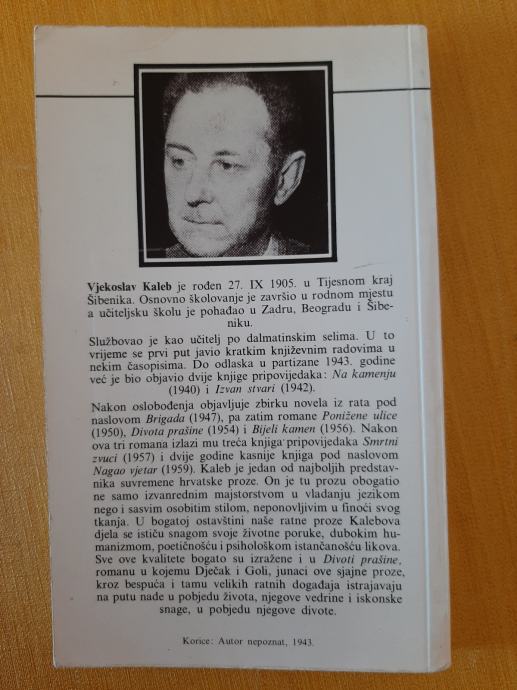 Vjekoslav Kaleb je rođen 27. IX 1905. u Tijesnom kraj
Šibenika. Osnovno školovanje je završio u rodnom mjestu
a učiteljsku školu je pohađao u Zadru, Beogradu i Šibe-
niku.
Službovao je kao učitelj po dalmatinskim selima. U to
vrijeme se prvi put javio kratkim književnim radovima u
nekim časopisima. Do odlaska u partizane 1943. godine
već je bio objavio dvije knjige pripovijedaka: Na kamenju
(1940) i Izvan stvari (1942).
Nakon oslobođenja objavljuje zbirku novela iz rata pod
naslovom Brigada (1947), pa zatim romane Ponižene ulice
(1950), Divota prašine (1954) i Bijeli kamen (1956). Nakon
ova tri romana izlazi mu treća knjiga pripovijedaka Smrtni
zvuci (1957) i dvije godine kasnije knjiga pod naslovom
Nagao vjetar (1959). Kaleb je jedan od najboljih predstav-
nika suvremene hrvatske proze. On je tu prozu obogatio
ne samo izvanrednim majstorstvom u vladanju jezikom
nego i sasvim osobitim stilom, neponovljivim u finoći svog
tkanja. U bogatoj ostavštini naše ratne proze Kalebova
djela se ističu snagom svoje životne poruke, dubokim hu-
manizmom, poetičnošću i psihološkom istančanošću likova.
Sve ove kvalitete bogato su izražene i u Divoti prašine,
romanu u kojemu Dječak i Goli, junaci ove sjajne proze,
kroz bespuća i tamu velikih ratnih događaja istrajavaju
na putu nade u pobjedu života, njegove vedrine i iskonske
snage, u pobjedu njegove divote.
Korice: Autor nepoznat, 1943.